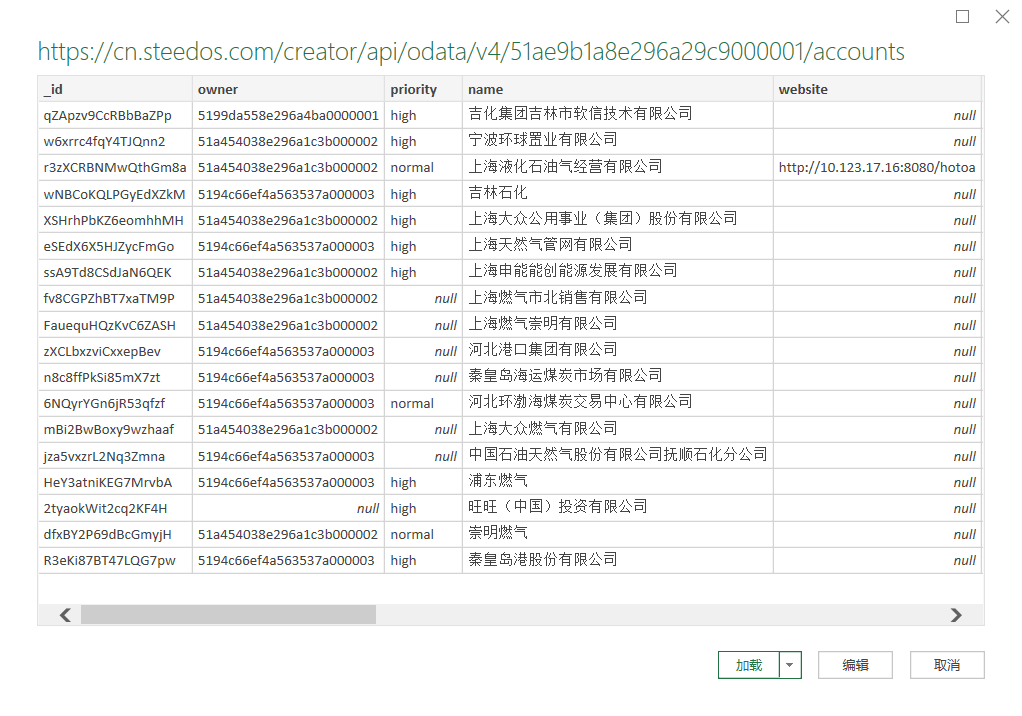 https://cn.steedos.com/creator/api/odata/v4/51ae9b1a8e296a29c9000001/accounts
_id owner priority name website
qZApzv9CcRBbBaZPp 5199da558e296a4ba0000001 high 吉化集团吉林市软信技术有限公司 null
w6xrrc4fqY4TJQnn2 51a454038e296a1c3b000002 high 宁波环球置业有限公司 null
r3zXCRBNMwQthGm8a 51a454038e296a1c3b000002 normal 上海液化石油气经营有限公司 http://10.123.17.16:8080/hotoa
wNBCoKQLPGyEdXZkM 5194c66ef4a563537a000003 high 吉林石化 null
XSHrhPbKZ6eomhhMH 51a454038e296a1c3b000002 high 上海大众公用事业（集团）股份有限公司 null
eSEdX6X5HJZycFmGo 5194c66ef4a563537a000003 high 上海天然气管网有限公司 null
ssA9Td8CSdJaN6QEK 51a454038e296a1c3b000002 high 上海申能能创能源发展有限公司 null
fv8CGPZhBT7xaTM9P 51a454038e296a1c3b000002 null 上海燃气市北销售有限公司 null
FauequHQzKvC6ZASH 51a454038e296a1c3b000002 null 上海燃气崇明有限公司 null
zXCLbxzviCxxepBev 5194c66ef4a563537a000003 null 河北港口集团有限公司 null
n8c8ffPkSi85mX7zt 5194c66ef4a563537a000003 null 秦皇岛海运煤炭市场有限公司 null
6NQyrYGn6jR53qfzf 5194c66ef4a563537a000003 normal 河北环渤海煤炭交易中心有限公司 null
mBi2BwBoxy9wzhaaf 51a454038e296a1c3b000002 null 上海大众燃气有限公司 null
jza5vxzrL2Nq3Zmna 5194c66ef4a563537a000003 null 中国石油天然气股份有限公司抚顺石化分公司 null
HeY3atniKEG7MrvbA 5194c66ef4a563537a000003 high 浦东燃气 null
2tyaokWit2cq2KF4H null high 旺旺（中国）投资有限公司 null
dfxBY2P69dBcGmyjH 51a454038e296a1c3b000002 normal 崇明燃气 null
R3eKi87BT47LQG7pw 5194c66ef4a563537a000003 high 秦皇岛港股份有限公司 null
加载 编辑 取消